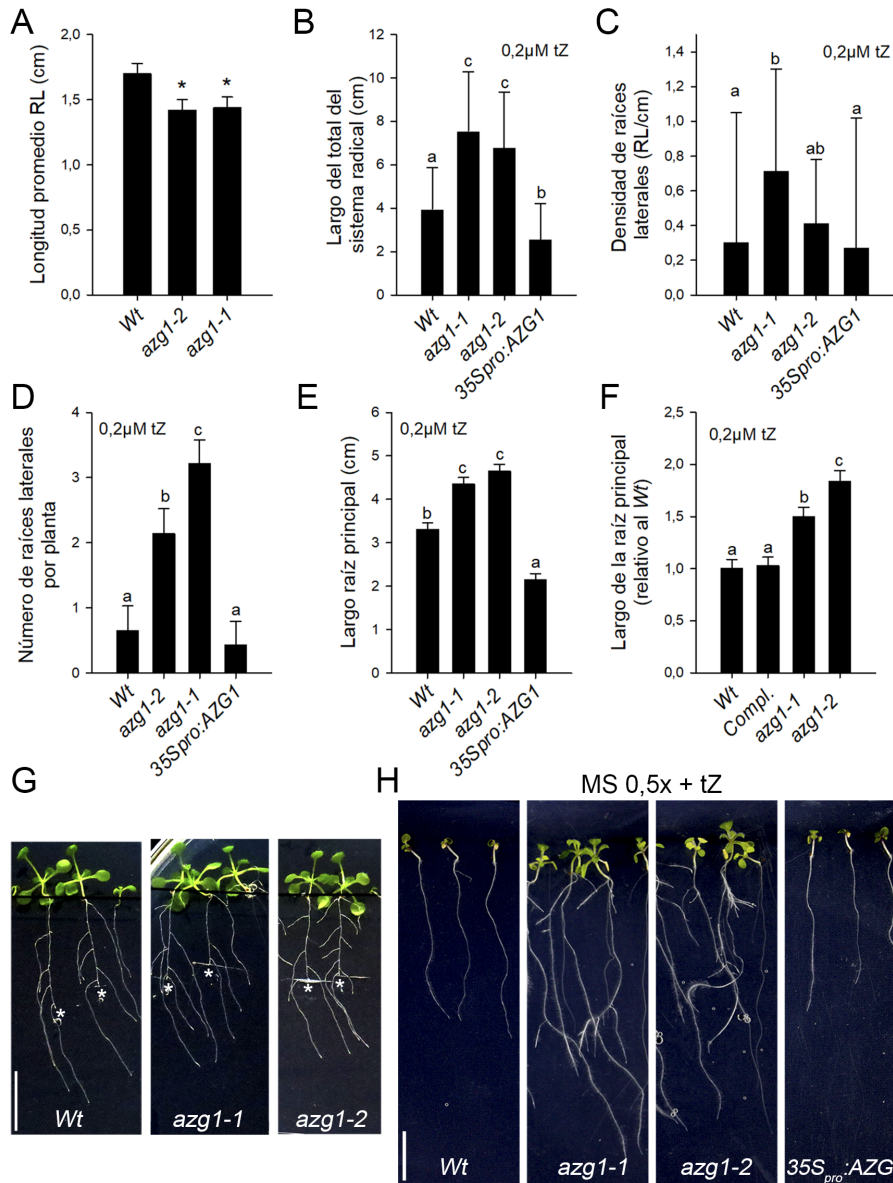 A
Longitud promedio RL (cm)
2,0
1,5
1,0
0,5
0,0
*
*
Wt
azg1-2
azg1-1
B
Largo del total del
sistema radical (cm)
12
10
8
6
4
2
0
0,2µM tZ
a
c
c
b
Wt
azg1-1
azg1-2
35Spro:AZG1
C
Densidad de raíces
laterales (RL/cm)
1,4
1,2
1,0
0,8
0,6
0,4
0,2
0,0
0,2µM tZ
a
b
ab
a
Wt
azg1-1
azg1-2
35Spro:AZG1
D
Número de raíces laterales
por planta
4
3
2
1
0
0,2µM tZ
a
b
c
a
Wt
azg1-2
azg1-1
35Spro:AZG1
E
Largo raíz principal (cm)
6
5
4
3
2
1
0
0,2µM tZ
b
c
c
a
Wt
azg1-1
azg1-2
35Spro:AZG1
F
Largo de la raíz principal
(relativo al Wt)
2,5
2,0
1,5
1,0
0,5
0,0
0,2µM tZ
a
a
b
c
Wt
Compl.
azg1-1
azg1-2
G
*
*
Wt
*
*
azg1-1
*
*
azg1-2
H
MS 0,5x + tZ
Wt
azg1-1
azg1-2
35Spro:AZG